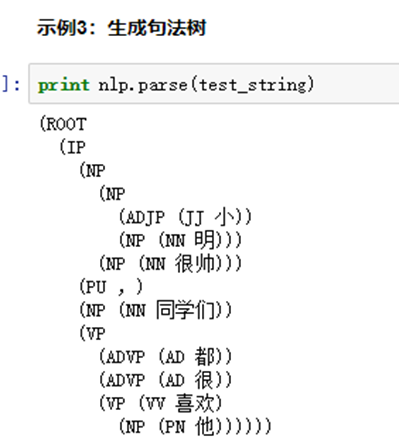 示例3：生成句法树
]: print nlp.parse(test_string)
(ROOT
  (IP
    (NP
      (NP
        (ADJP (JJ 小))
        (NP (NN 明)))
      (NP (NN 很帅)))
    (PU ，)
    (NP (NN 同学们))
    (VP
      (ADVP (AD 都))
      (ADVP (AD 很))
      (VP (VV 喜欢)
        (NP (PN 他))))))